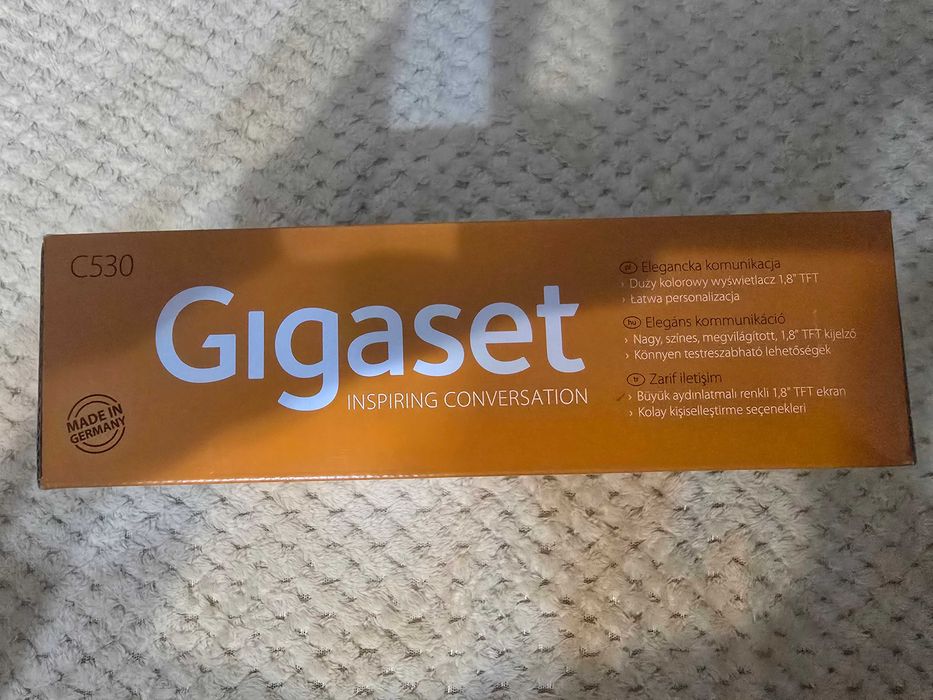 C530
Gigaset
INSPIRING CONVERSATION
MADE IN
GERMANY
pl Elegancka komunikacja
› Duży kolorowy wyświetlacz 1,8" TFT
› Łatwa personalizacja
hu Elegáns kommunikáció
› Nagy, színes, megvilágított, 1,8" TFT kijelző
› Könnyen testreszabható lehetőségek
tr Zarif iletişim
› Büyük aydınlatmalı renkli 1,8" TFT ekran
› Kolay kişiselleştirme seçenekleri